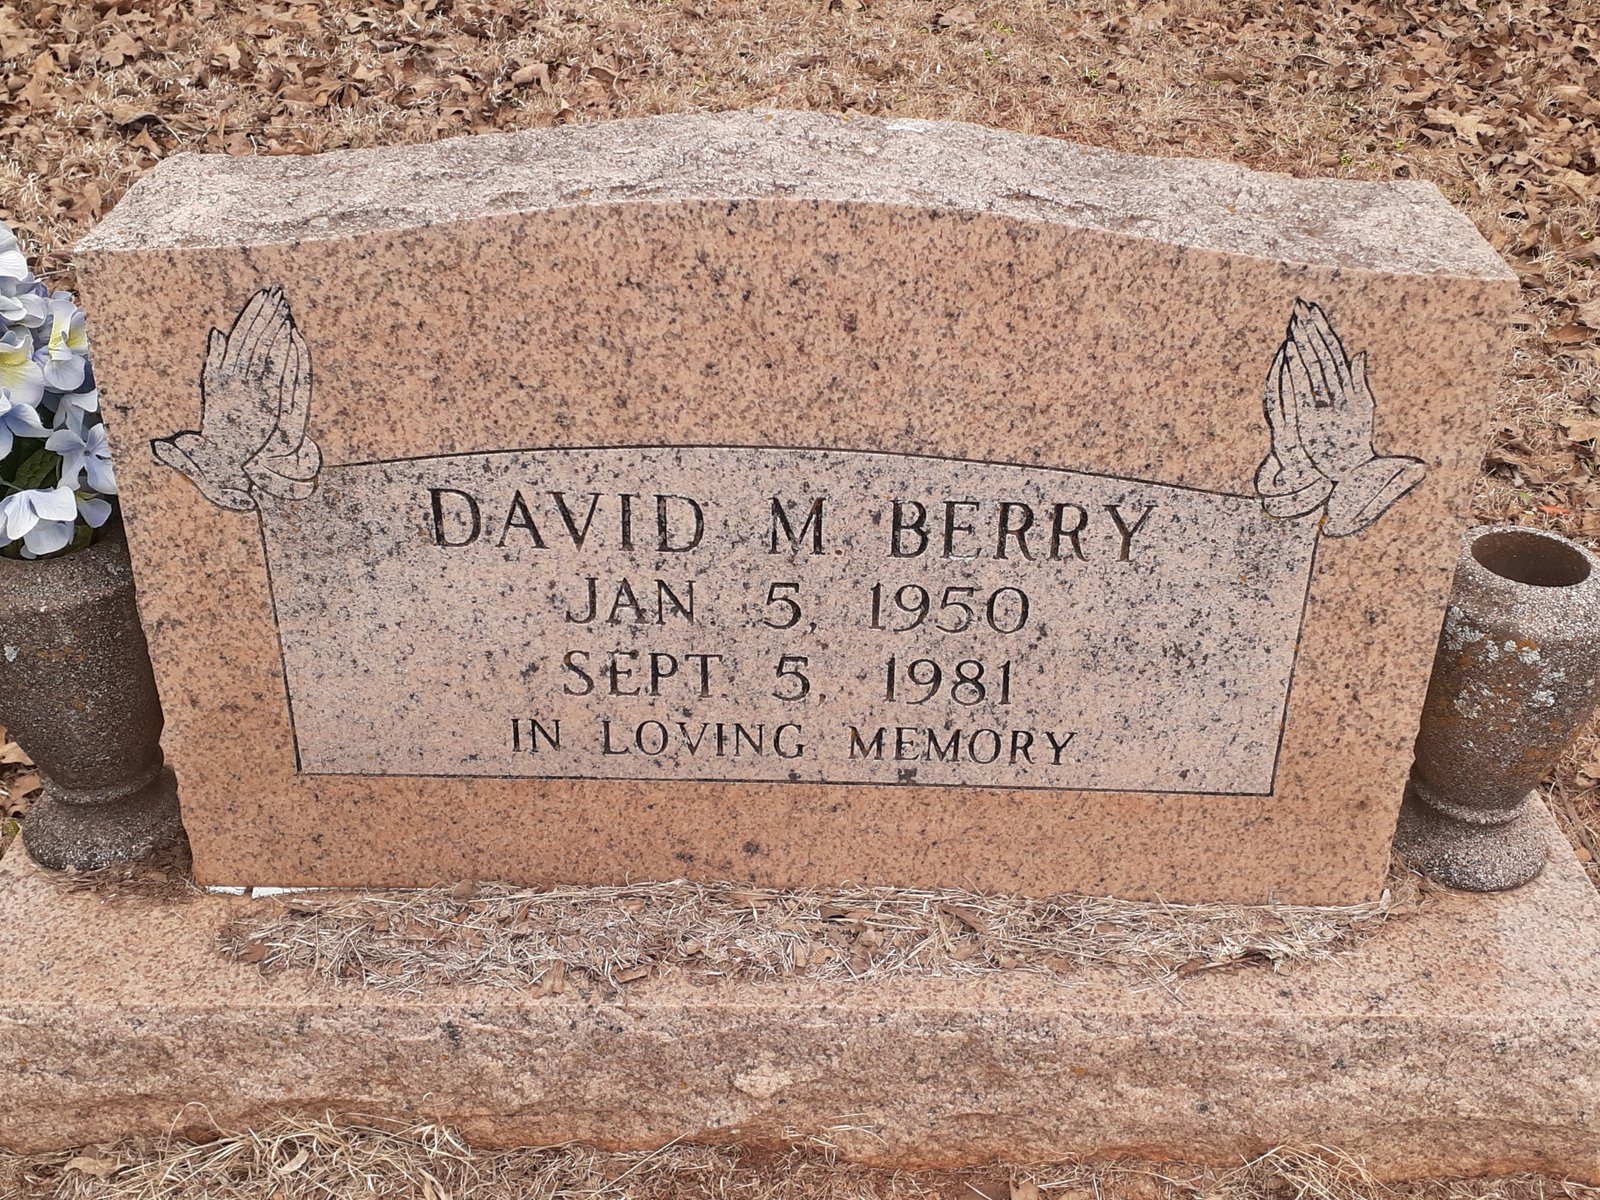 DAVID M. BERRY
JAN. 5, 1950
SEPT. 5, 1981
IN LOVING MEMORY